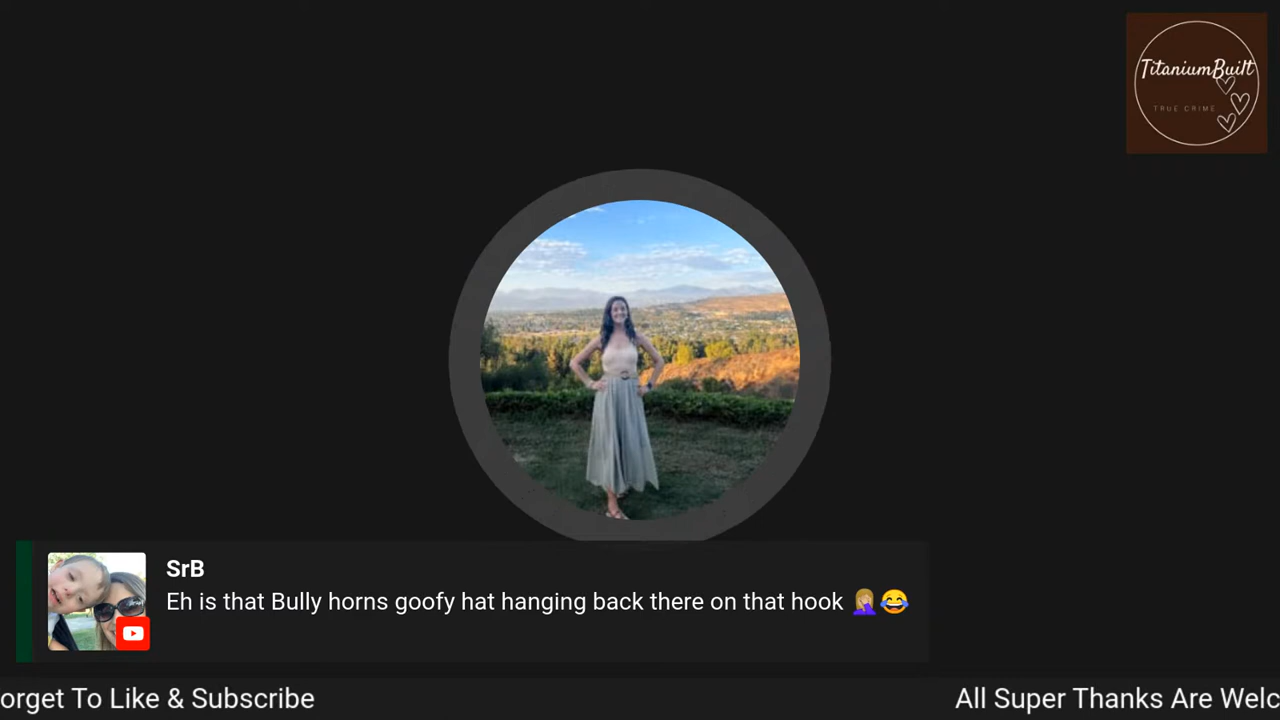 TitaniumBuilt
TRUE CRIME
SrB
Eh is that Bully horns goofy hat hanging back there on that hook 🤦🏼‍♀️😂
orget To Like & Subscribe
All Super Thanks Are Welc